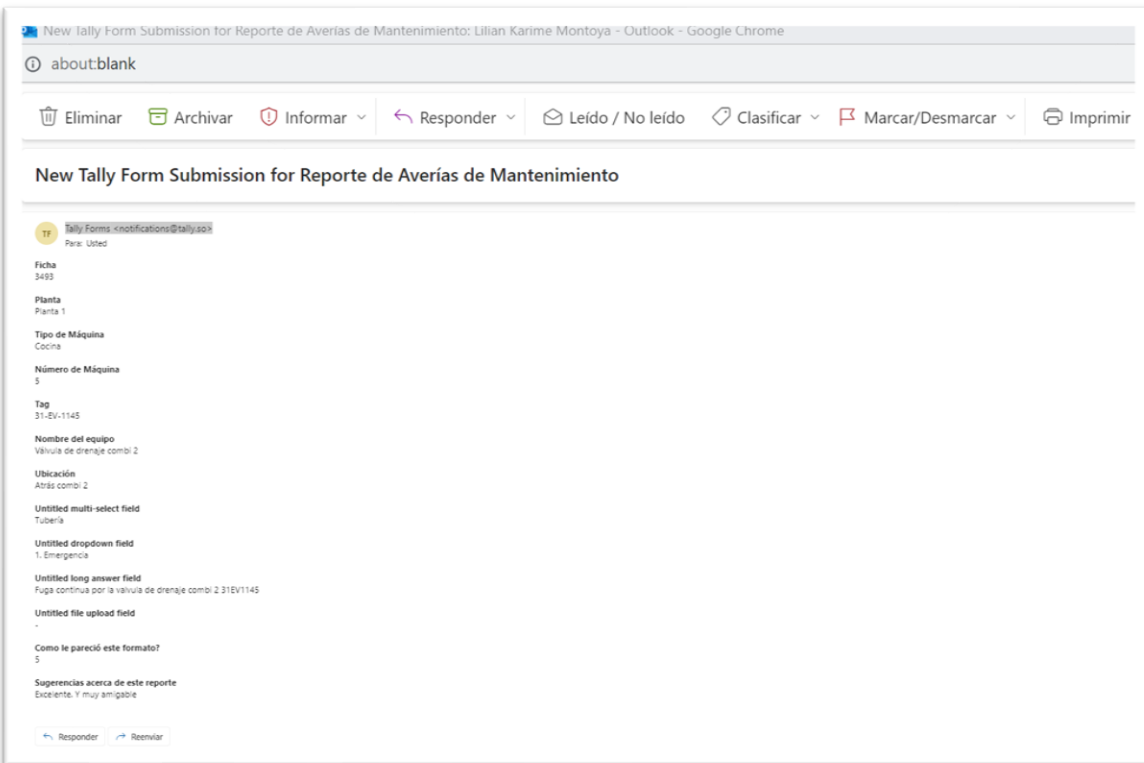 New Tally Form Submission for Reporte de Averías de Mantenimiento: Lilian Karime Montoya - Outlook - Google Chrome
about:blank
Eliminar Archivar Informar Responder Leído / No leído Clasificar Marcar/Desmarcar Imprimir
New Tally Form Submission for Reporte de Averías de Mantenimiento
TF
Tally Forms <notifications@tally.so>
Para: Usted
Ficha
3493
Planta
Planta 1
Tipo de Máquina
Cocina
Número de Máquina
5
Tag
31-EV-1145
Nombre del equipo
Válvula de drenaje combi 2
Ubicación
Atrás combi 2
Untitled multi-select field
Tubería
Untitled dropdown field
1. Emergencia
Untitled long answer field
Fuga continua por la valvula de drenaje combi 2 31EV1145
Untitled file upload field
-
Como le pareció este formato?
5
Sugerencias acerca de este reporte
Excelente. Y muy amigable
Responder Reenviar